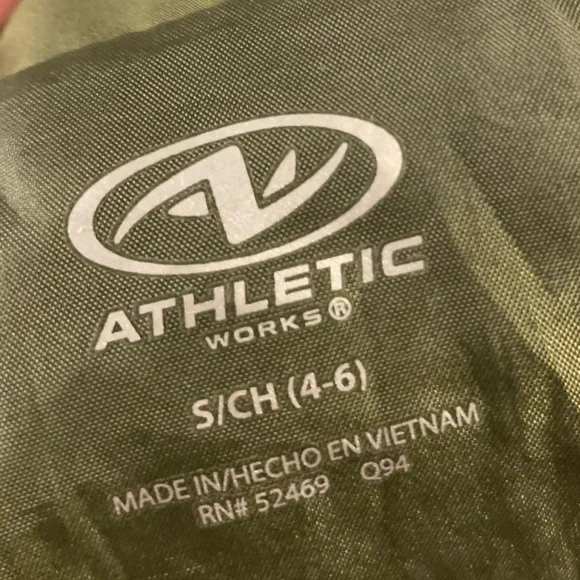 ATHLETIC
WORKS®
S/CH (4-6)
MADE IN/HECHO EN VIETNAM
RN# 52469 Q94